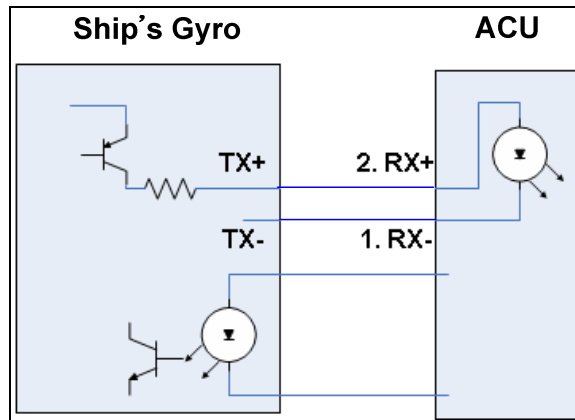 Ship's Gyro
ACU
TX+
2. RX+
TX-
1. RX-